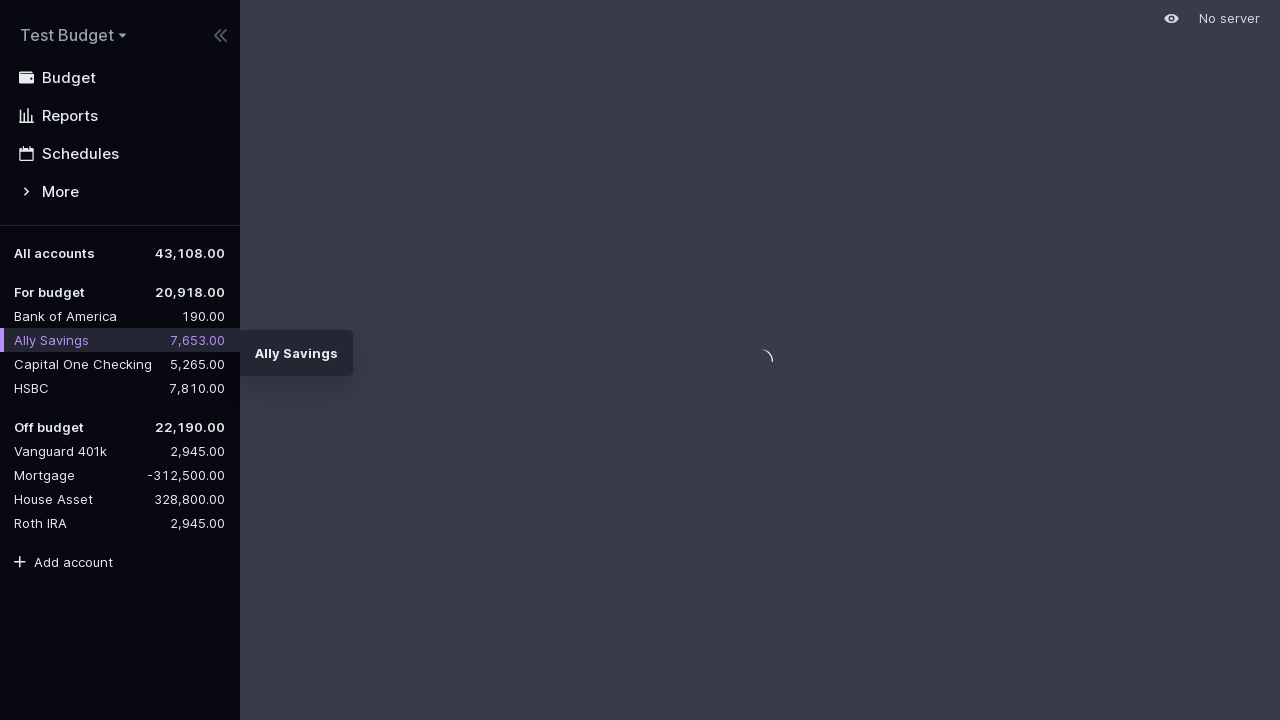 Test Budget
No server
Budget
Reports
Schedules
More
All accounts 43,108.00
For budget 20,918.00
Bank of America 190.00
Ally Savings 7,653.00
Ally Savings
Capital One Checking 5,265.00
HSBC 7,810.00
Off budget 22,190.00
Vanguard 401k 2,945.00
Mortgage -312,500.00
House Asset 328,800.00
Roth IRA 2,945.00
Add account